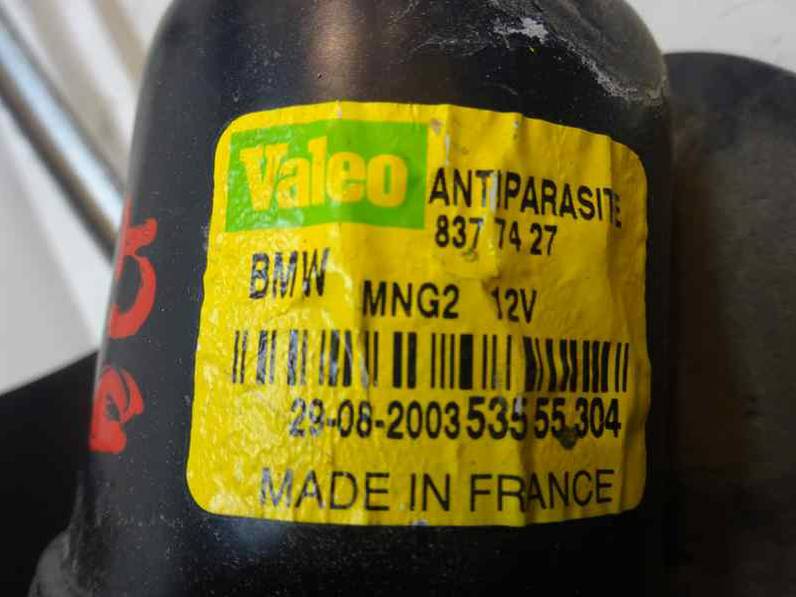 Valeo ANTIPARASITE
837 74 27
BMW MNG2 12V
29-08-2003 535 55 304
MADE IN FRANCE